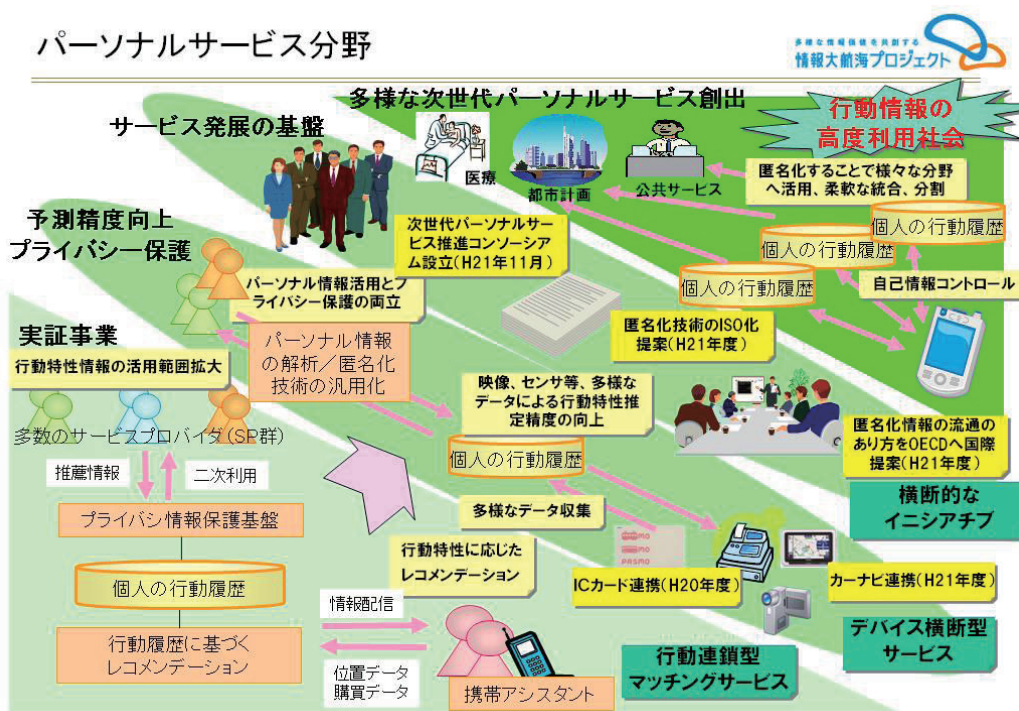 パーソナルサービス分野
多様な情報価値を共創する
情報大航海プロジェクト
多様な次世代パーソナルサービス創出
行動情報の
高度利用社会
サービス発展の基盤
医療
都市計画
公共サービス
匿名化することで様々な分野
へ活用、柔軟な統合、分割
予測精度向上
プライバシー保護
次世代パーソナルサー
ビス推進コンソーシア
ム設立(H21年11月)
個人の行動履歴
個人の行動履歴
個人の行動履歴
自己情報コントロール
パーソナル情報活用とプ
ライバシー保護の両立
匿名化技術のISO化
提案(H21年度)
実証事業
行動特性情報の活用範囲拡大
パーソナル情報
の解析／匿名化
技術の汎用化
映像、センサ等、多様な
データによる行動特性推
定精度の向上
匿名化情報の流通の
あり方をOECDへ国際
提案(H21年度)
多数のサービスプロバイダ(SP群)
個人の行動履歴
推薦情報
二次利用
横断的な
イニシアチブ
プライバシ情報保護基盤
多様なデータ収集
PASMO
行動特性に応じた
レコメンデーション
ICカード連携(H20年度)
カーナビ連携(H21年度)
個人の行動履歴
情報配信
行動履歴に基づく
レコメンデーション
デバイス横断型
サービス
位置データ
購買データ
携帯アシスタント
行動連鎖型
マッチングサービス